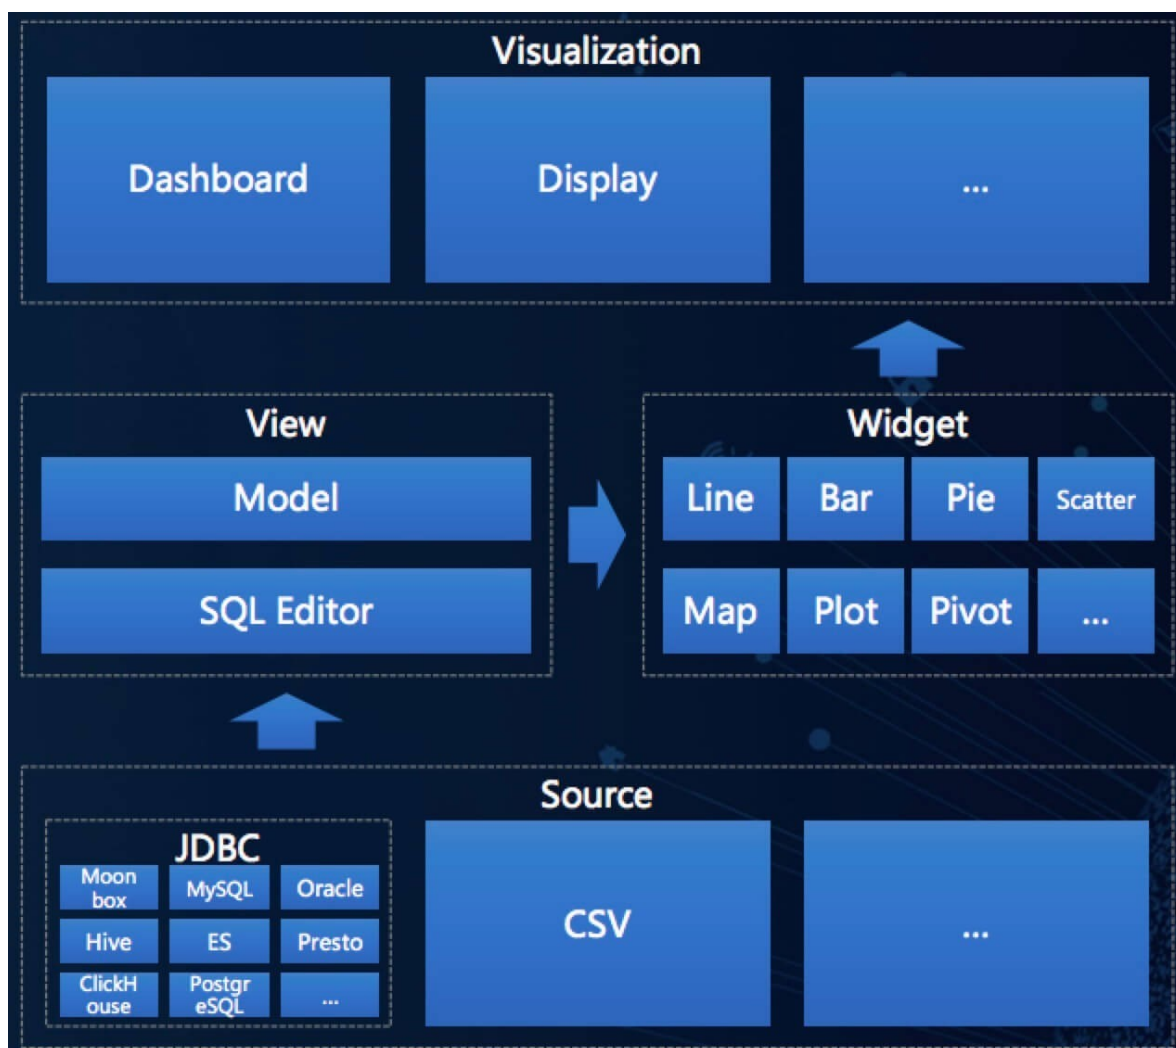 Visualization
Dashboard
Display
...
View
Model
SQL Editor
Widget
Line
Bar
Pie
Scatter
Map
Plot
Pivot
...
Source
JDBC
Moon
box
MySQL
Oracle
Hive
ES
Presto
ClickH
ouse
Postgr
eSQL
...
CSV
...